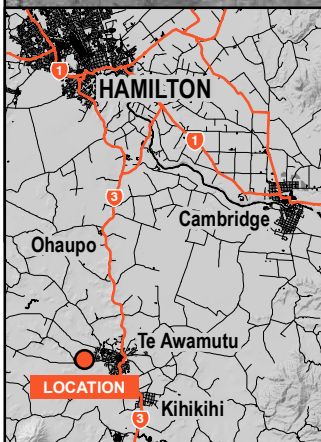 1
HAMILTON
1
3
Cambridge
Ohaupo
Te Awamutu
LOCATION
Kihikihi
3